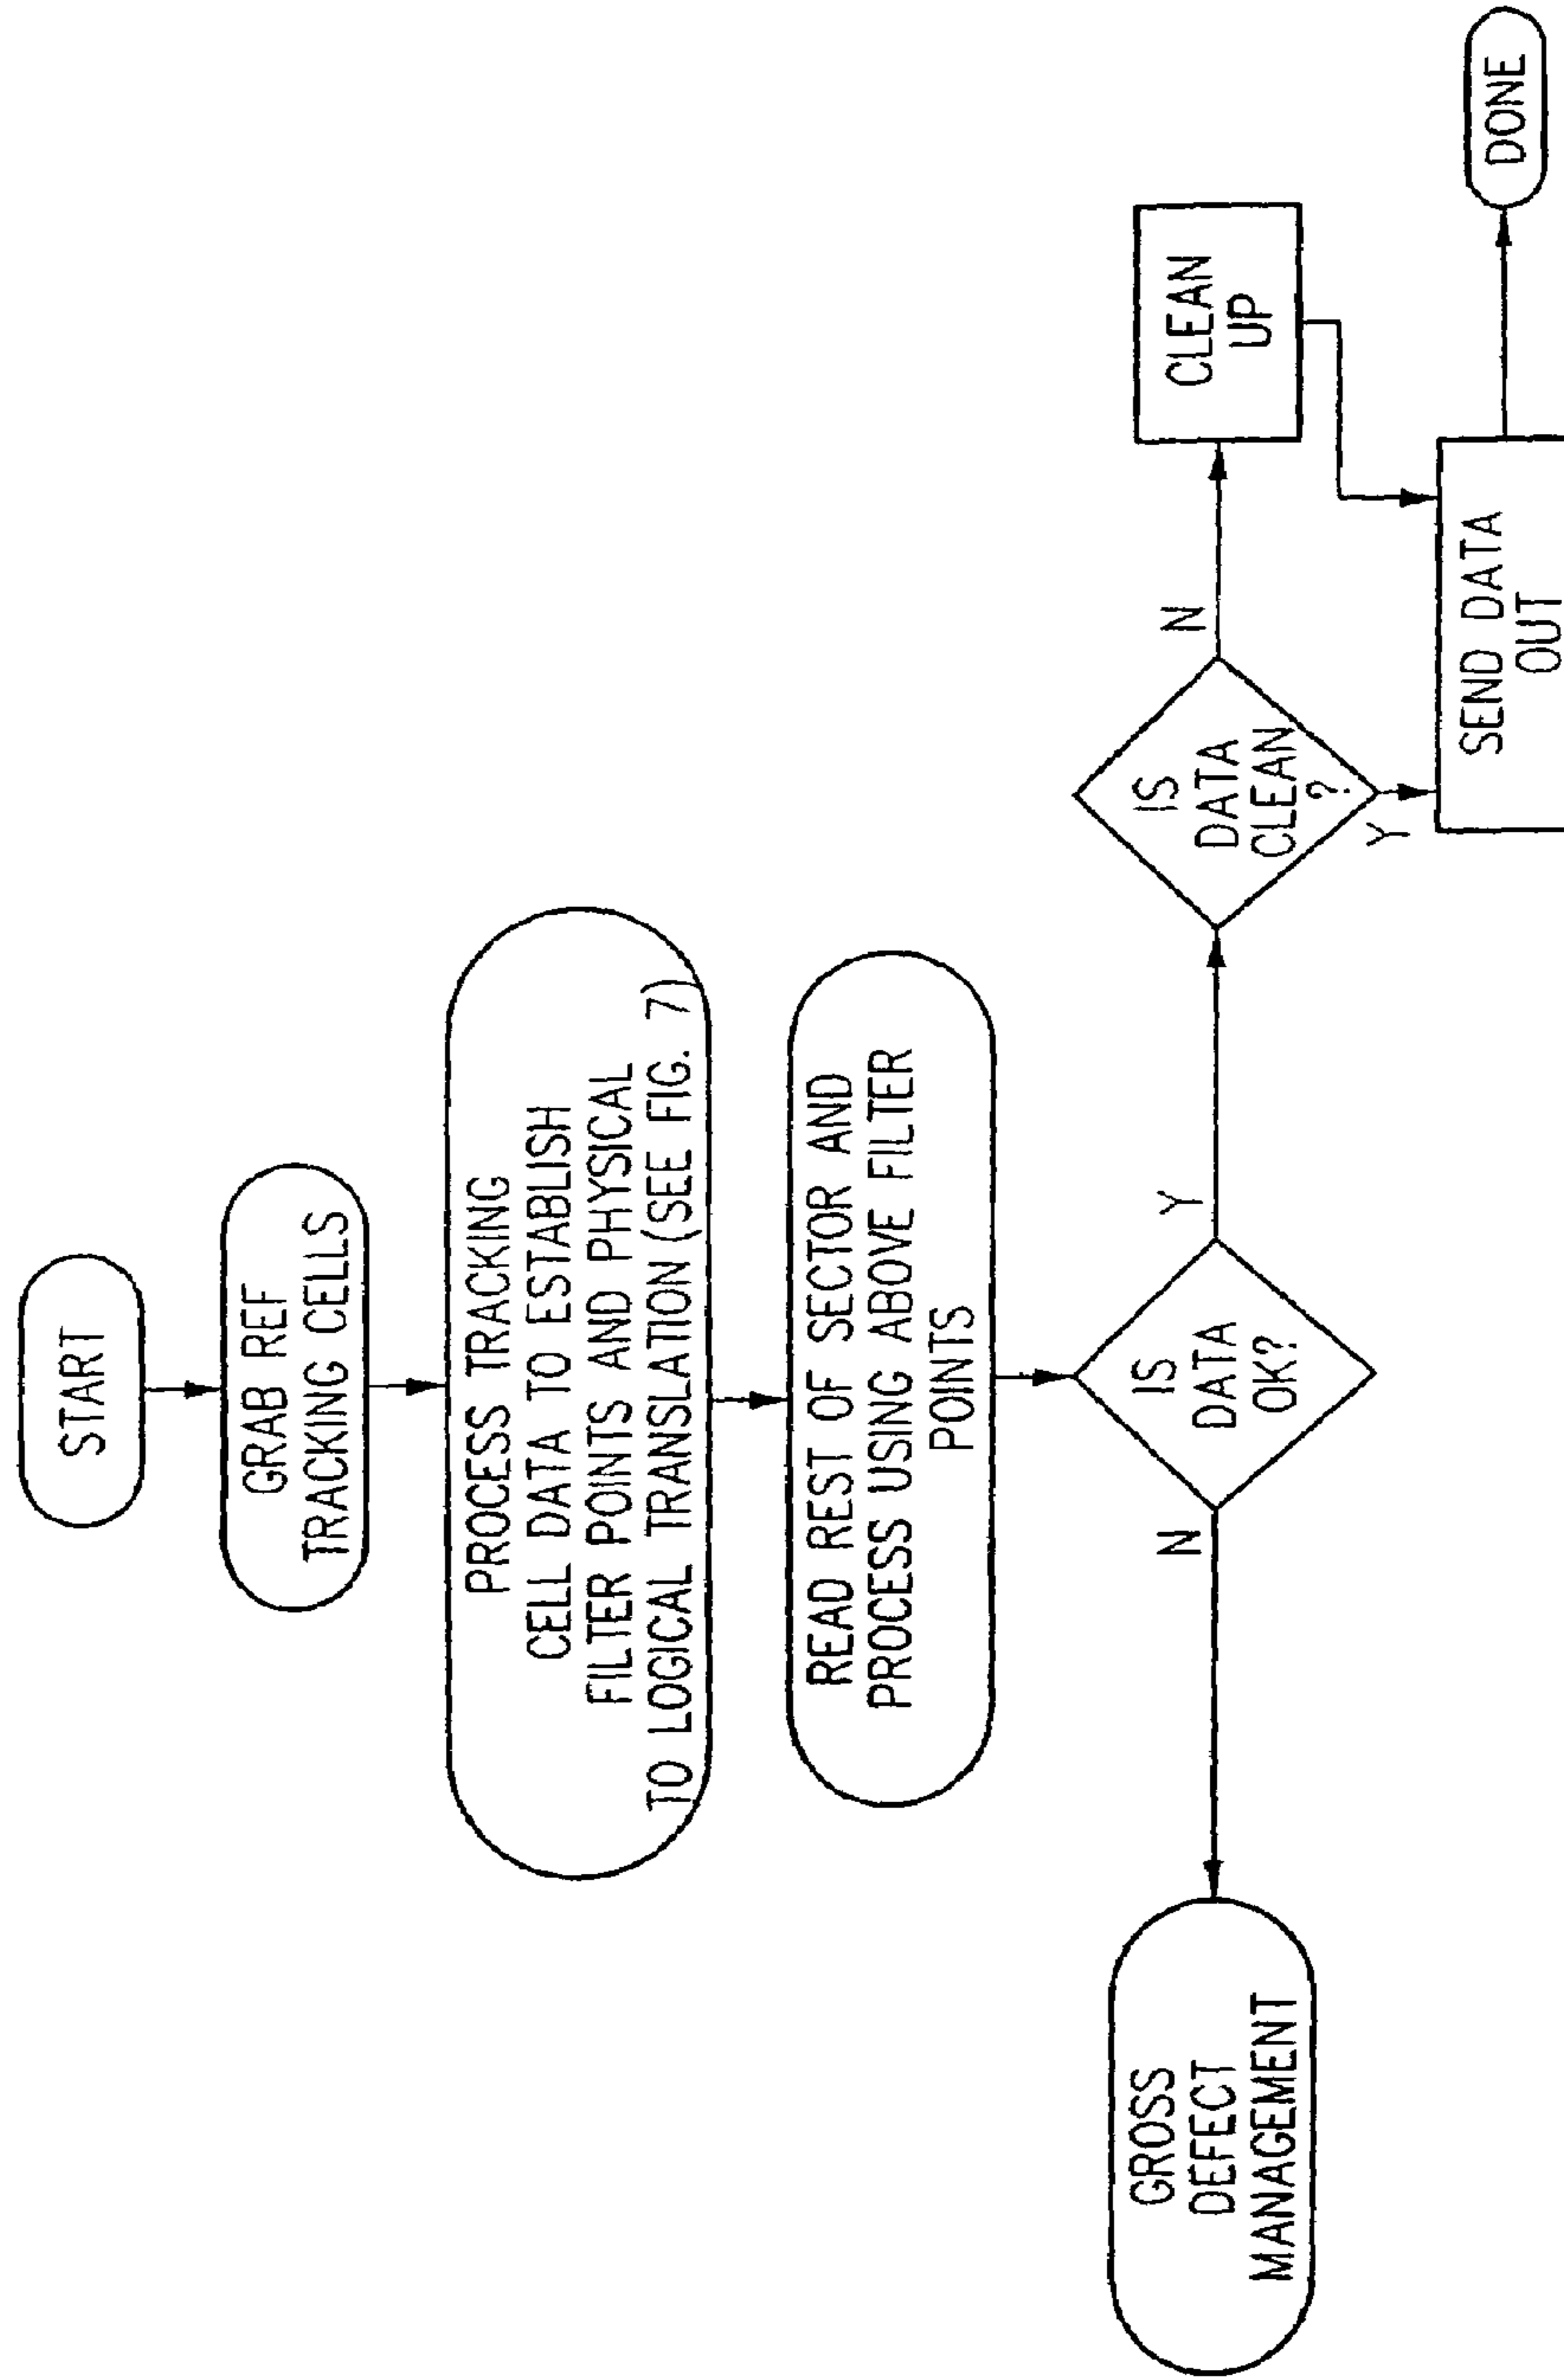 START
GRAB REF
TRACKING CELLS
PROCESS TRACKING
CELL DATA TO ESTABLISH
FILTER POINTS AND PHYSICAL
TO LOGICAL TRANSLATION (SEE FIG. 7)
READ REST OF SECTOR AND
PROCESS USING ABOVE FILTER
POINTS
IS
DATA
OK?
N
Y
GROSS
DEFECT
MANAGEMENT
IS
DATA
CLEAN
?
N
Y
CLEAN
UP
SEND DATA
OUT
DONE